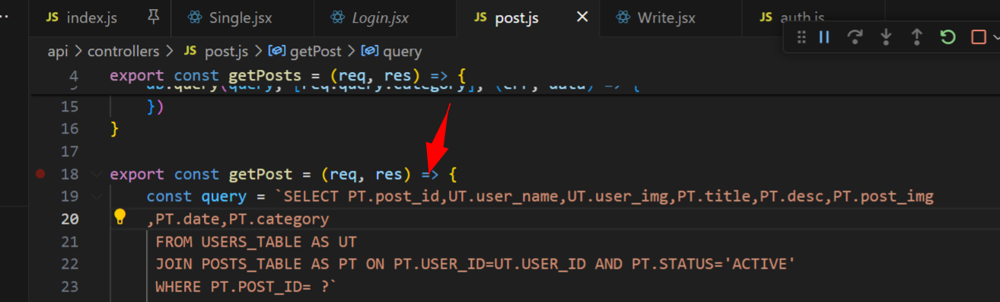 JS index.js Single.jsx Login.jsx JS post.js Write.jsx JS auth.js
api > controllers > JS post.js > getPost > query
4 export const getPosts = (req, res) => {
db.query(query, [req.query.category], (err, data) => {
15 })
16 }
17
18 export const getPost = (req, res) => {
19 const query = `SELECT PT.post_id,UT.user_name,UT.user_img,PT.title,PT.desc,PT.post_img
20 ,PT.date,PT.category
21 FROM USERS_TABLE AS UT
22 JOIN POSTS_TABLE AS PT ON PT.USER_ID=UT.USER_ID AND PT.STATUS='ACTIVE'
23 WHERE PT.POST_ID= ?`